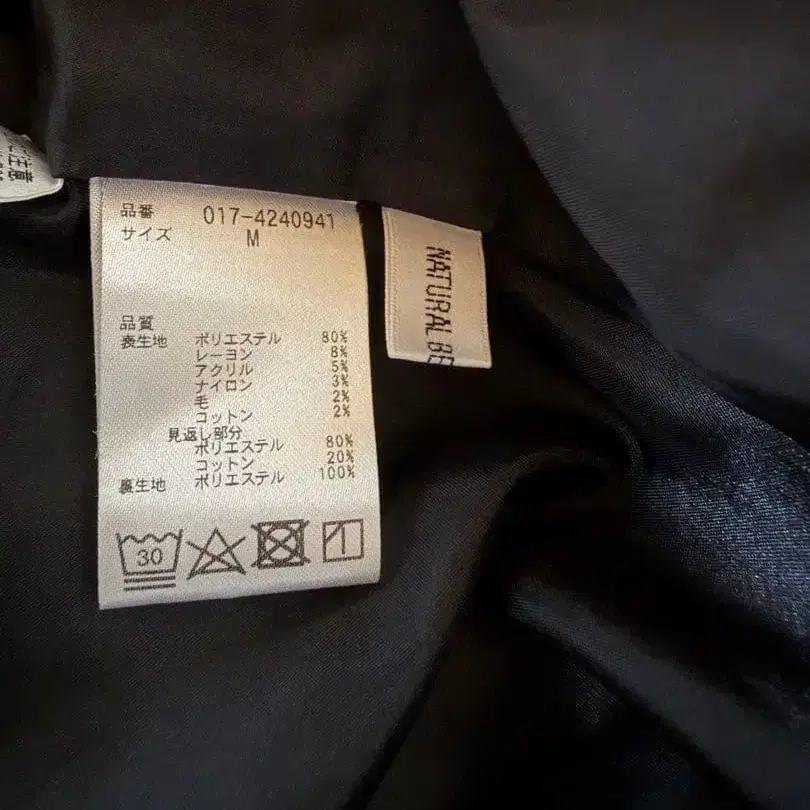 ご注意
品番 017-4240941
サイズ M
品質
表生地 ポリエステル 80%
レーヨン 8%
アクリル 5%
ナイロン 3%
毛 2%
コットン 2%
見返し部分
ポリエステル 80%
コットン 20%
裏生地 ポリエステル 100%
30
NATURAL BE